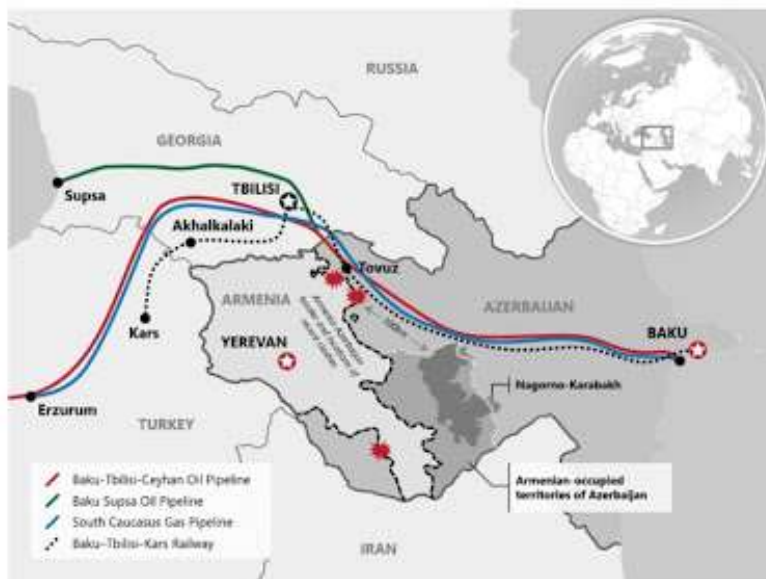 RUSSIA
GEORGIA
TBILISI
Supsa
Akhalkalaki
Tovuz
ARMENIA
AZERBAIJAN
Kars
YEREVAN
BAKU
Nagorno-Karabakh
Erzurum
TURKEY
Armenian-occupied
territories of Azerbaijan
Baku-Tbilisi-Ceyhan Oil Pipeline
Baku Supsa Oil Pipeline
South Caucasus Gas Pipeline
Baku-Tbilisi-Kars Railway
IRAN